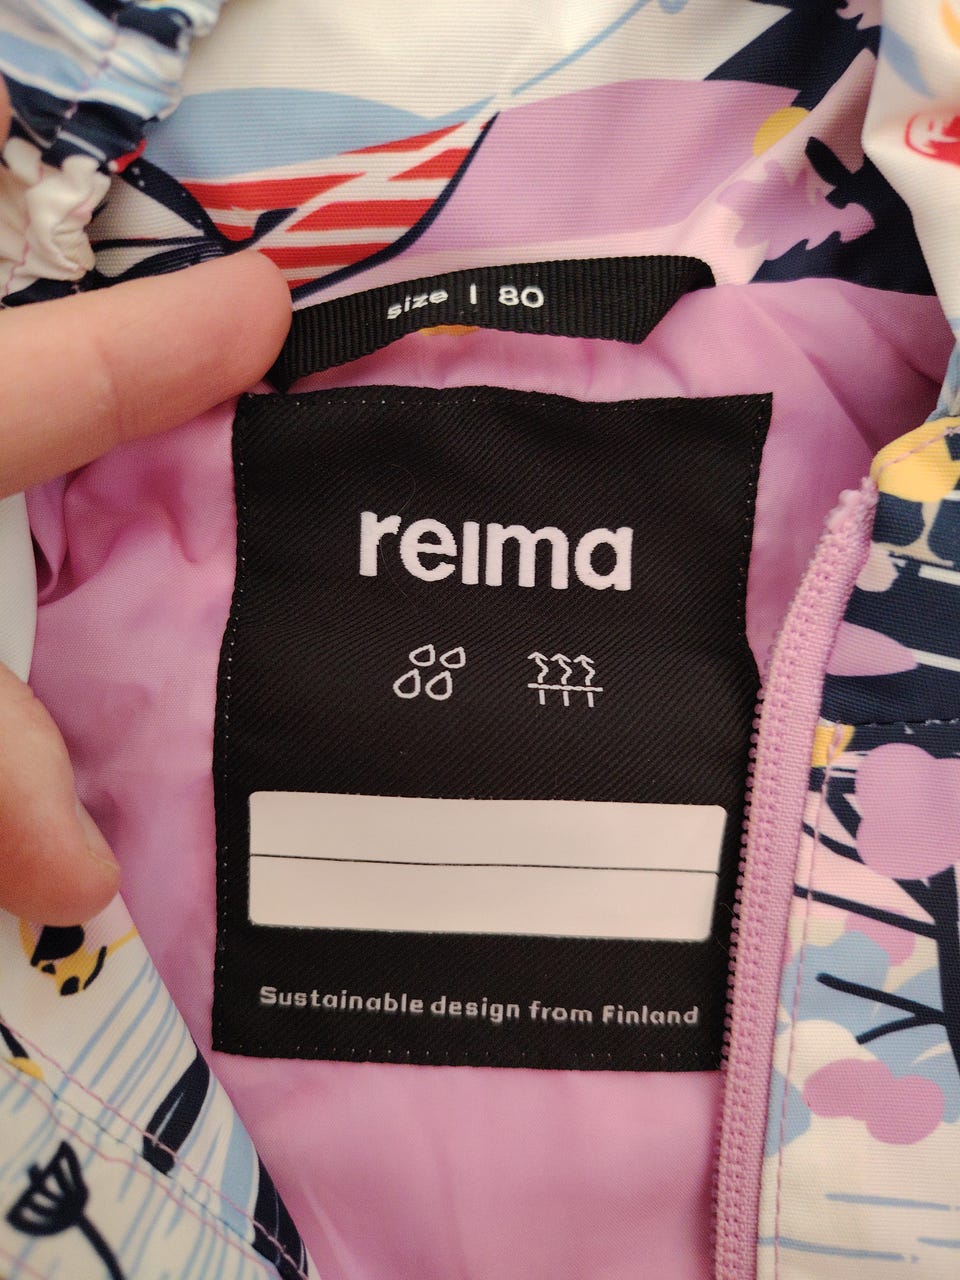 size | 80
reima
Sustainable design from Finland